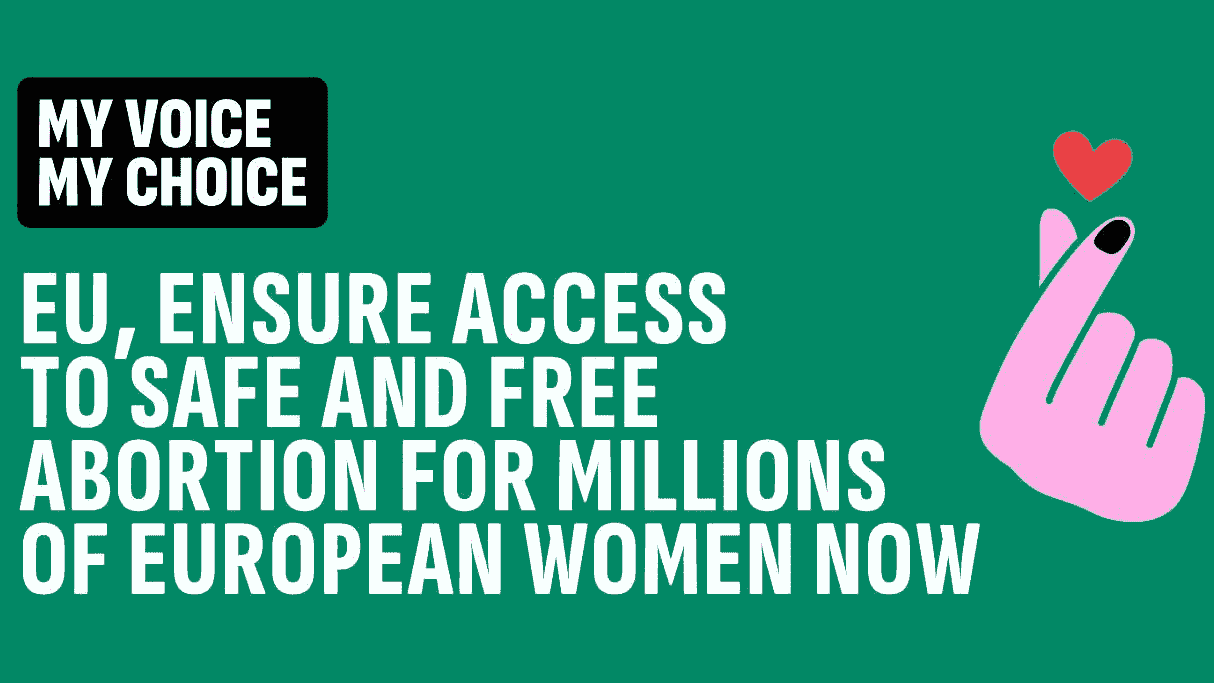 MY VOICE
MY CHOICE
EU, ENSURE ACCESS
TO SAFE AND FREE
ABORTION FOR MILLIONS
OF EUROPEAN WOMEN NOW